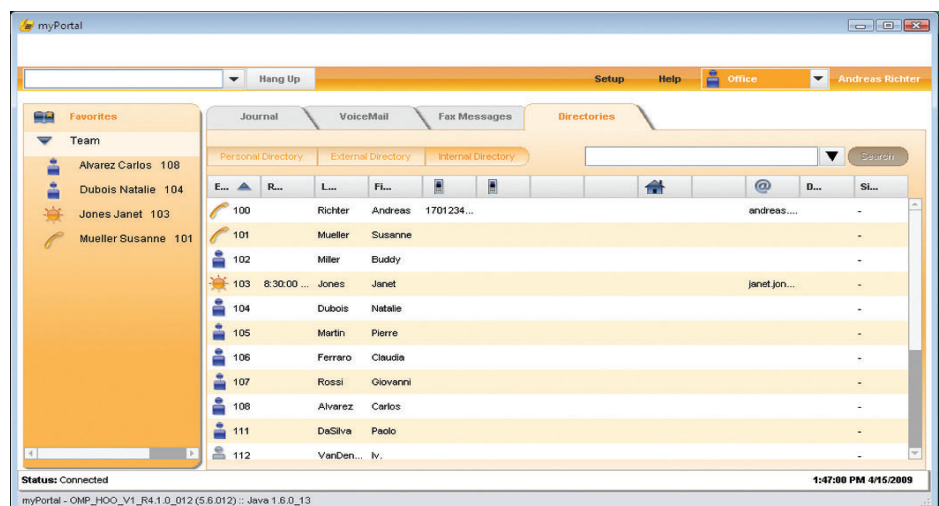 myPortal
Hang Up
Setup Help Office Andreas Richter
Favorites
Team
Alvarez Carlos 108
Dubois Natalie 104
Jones Janet 103
Mueller Susanne 101
Journal VoiceMail Fax Messages Directories
Personal Directory External Directory Internal Directory Search
E... R... L... Fi... @ D... Si...
100 Richter Andreas 1701234... andreas.... -
101 Mueller Susanne -
102 Miller Buddy -
103 8:30:00 ... Jones Janet janet.jon... -
104 Dubois Natalie -
105 Martin Pierre -
106 Ferraro Claudia -
107 Rossi Giovanni -
108 Alvarez Carlos -
111 DaSilva Paolo -
112 VanDen... Iv. -
Status: Connected 1:47:00 PM 4/15/2009
myPortal - OMP_HOO_V1_R4.1.0_012 (5.6.012) :: Java 1.6.0_13